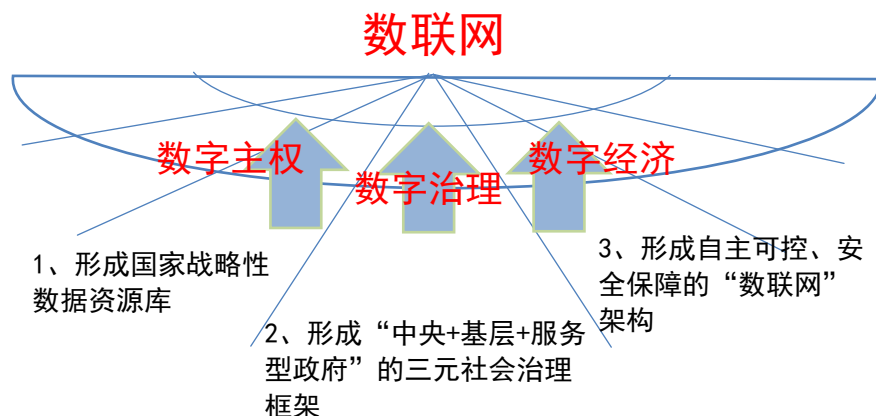 数联网
数字主权
数字治理
数字经济
1、形成国家战略性
数据资源库
2、形成“中央+基层+服务
型政府”的三元社会治理
框架
3、形成自主可控、安
全保障的“数联网”
架构